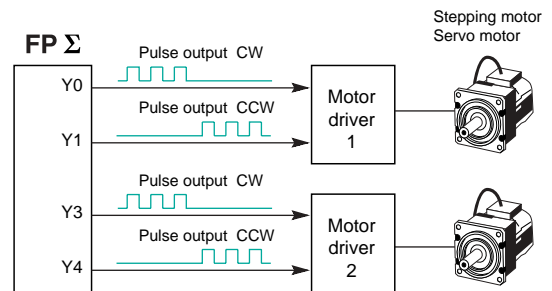 Stepping motor
Servo motor
FP Σ
Pulse output CW
Y0
Pulse output CCW
Y1
Motor
driver
1
Pulse output CW
Y3
Pulse output CCW
Y4
Motor
driver
2